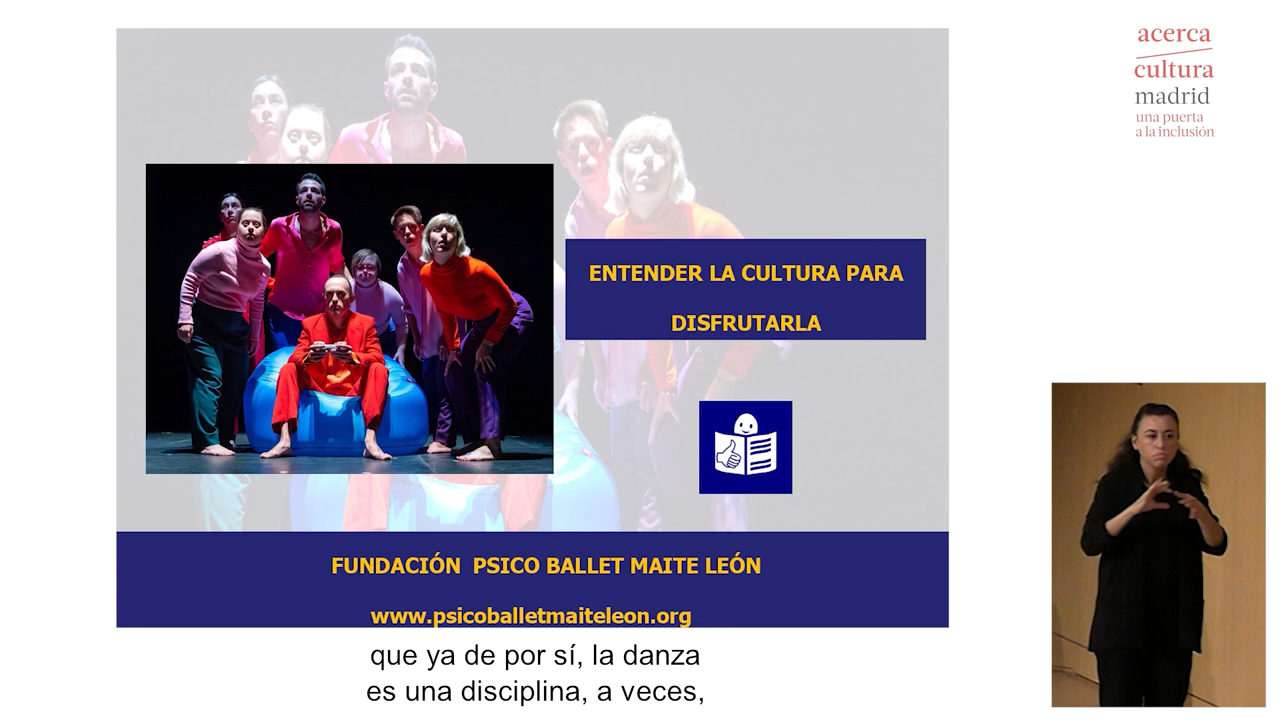 acerca
cultura
madrid
una puerta
a la inclusión
ENTENDER LA CULTURA PARA
DISFRUTARLA
FUNDACIÓN PSICO BALLET MAITE LEÓN
www.psicoballetmaiteleon.org
que ya de por sí, la danza
es una disciplina, a veces,